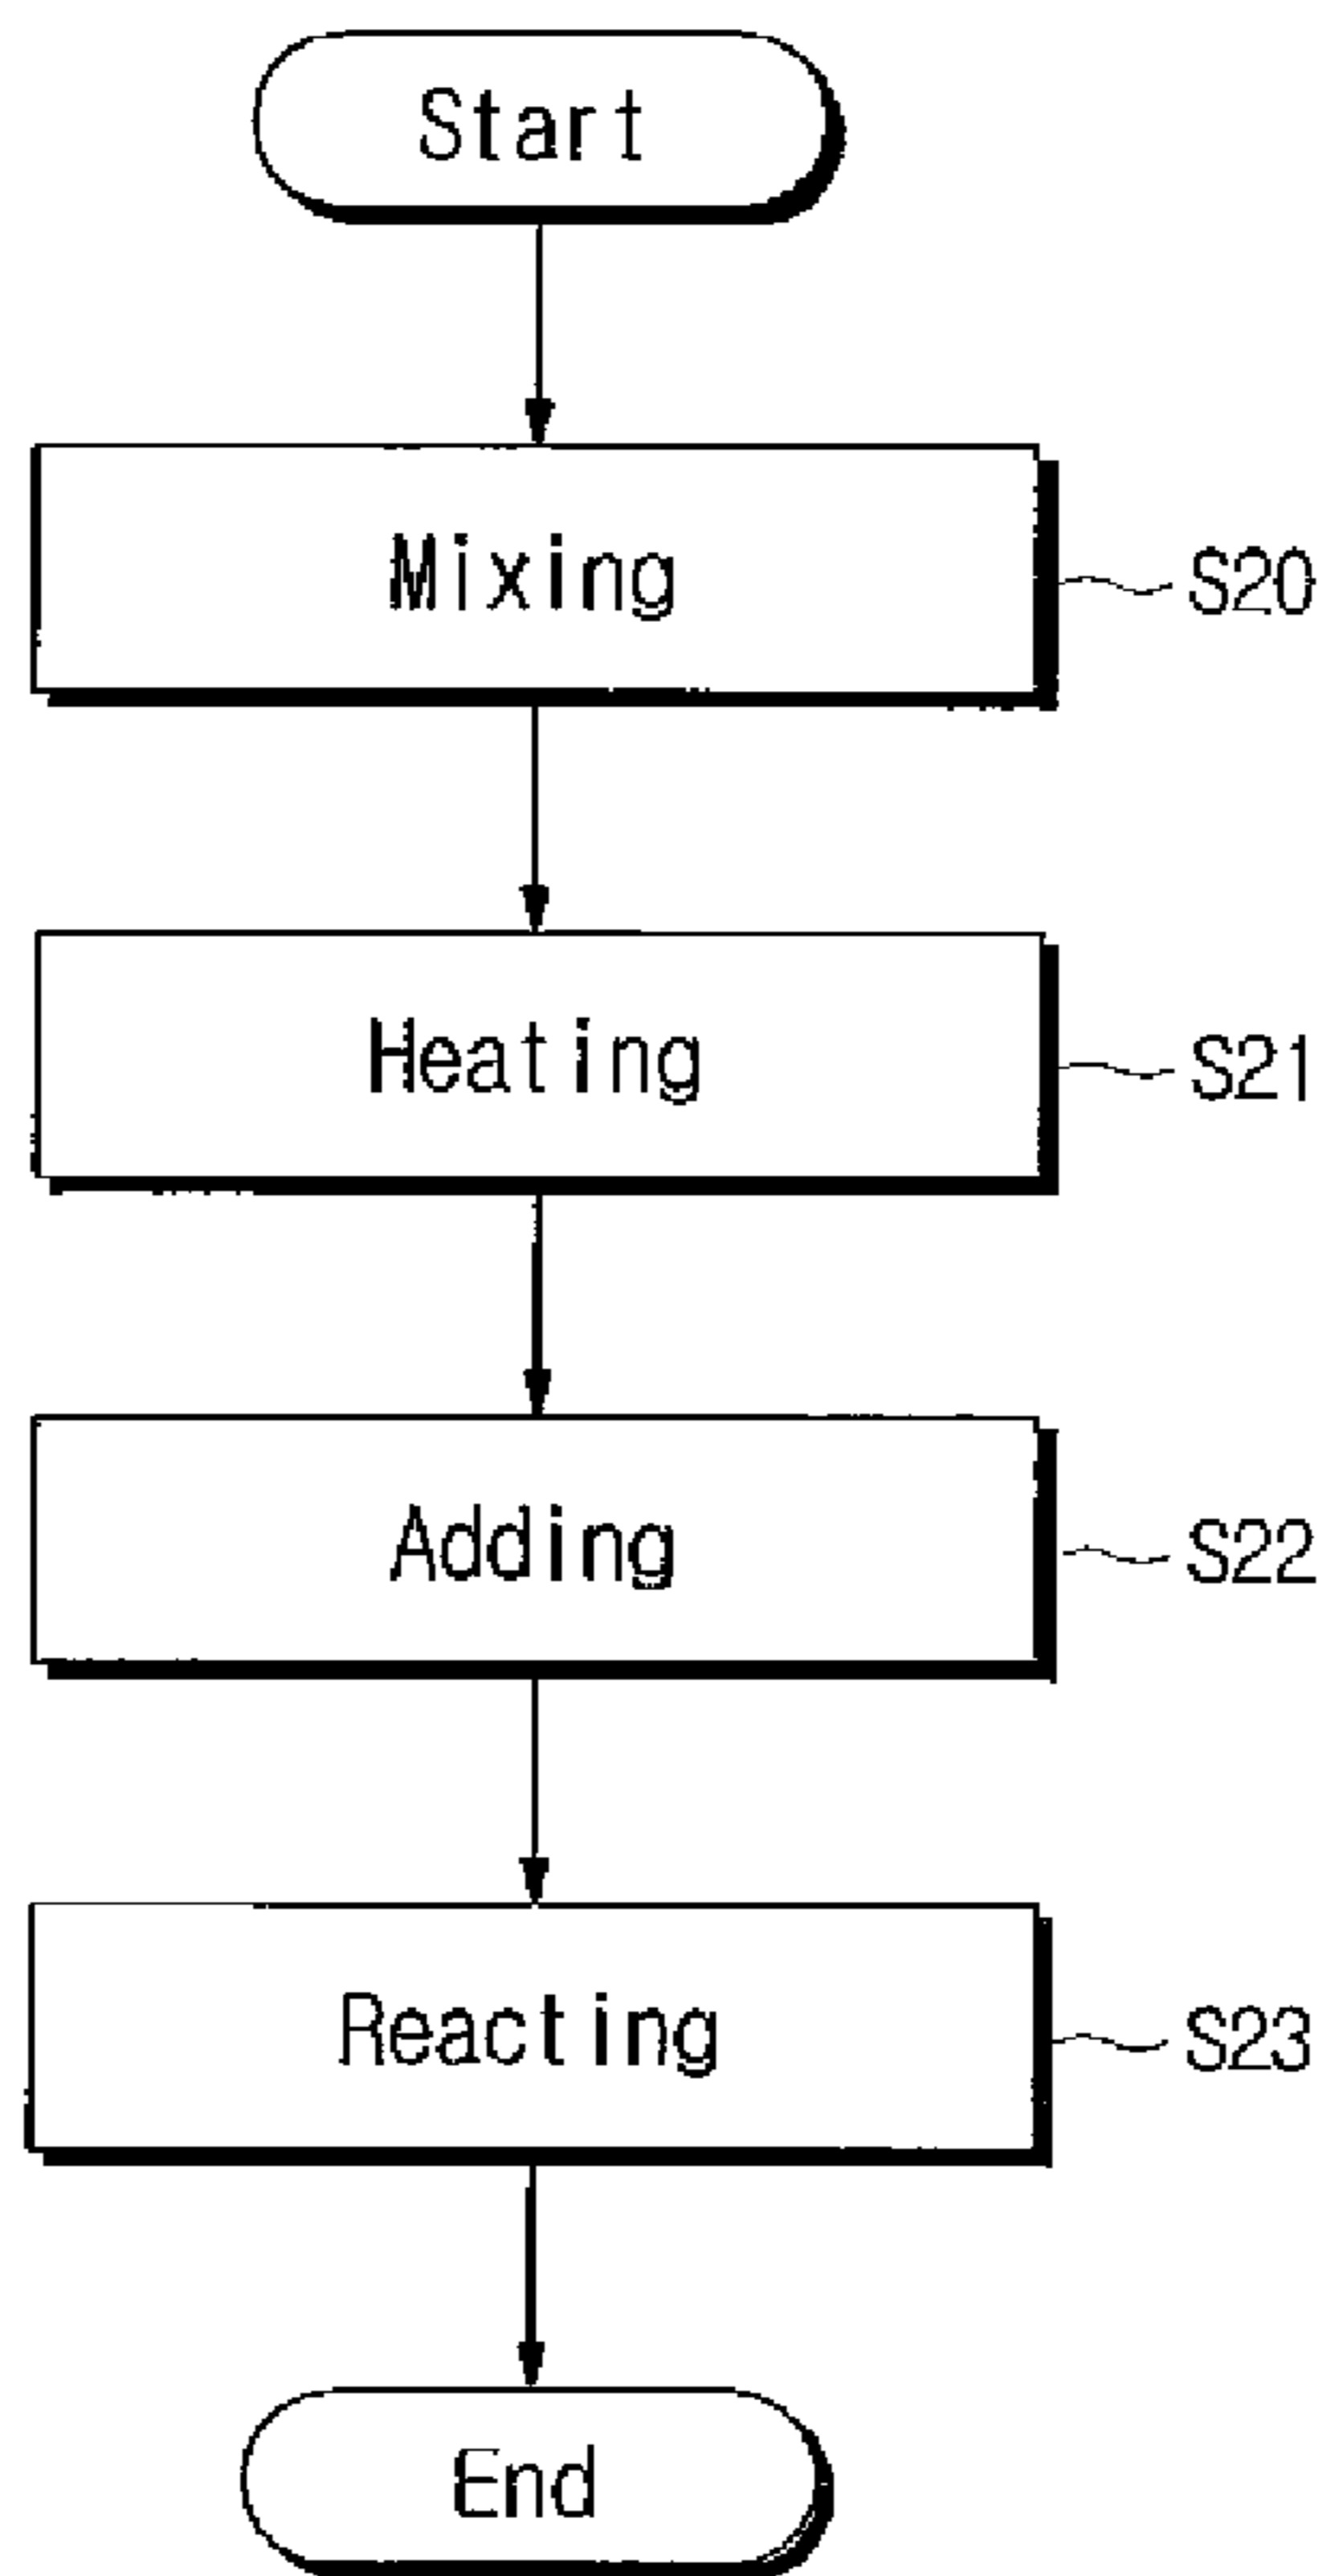 Start
Mixing
S20
Heating
S21
Adding
S22
Reacting
S23
End